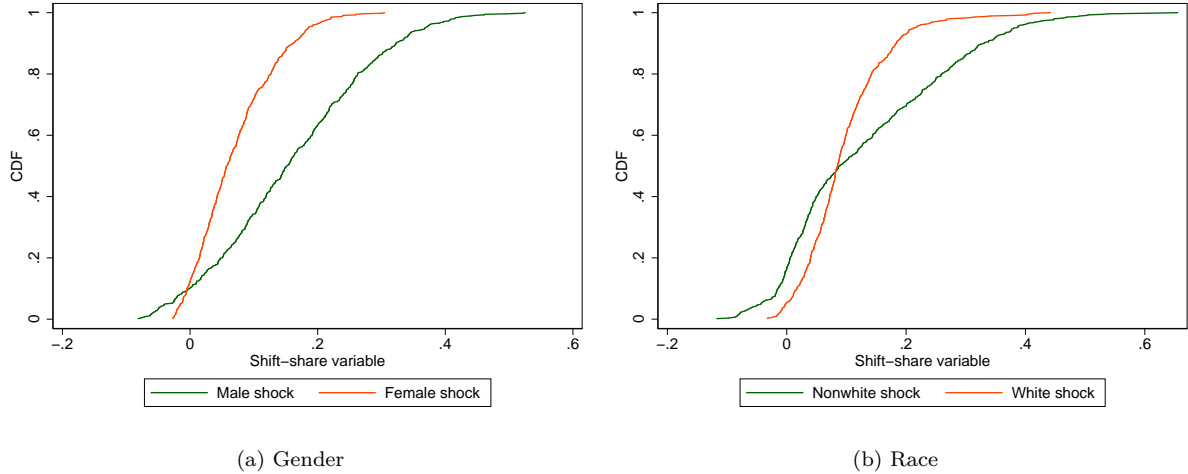 1
.8
.6
.4
.2
0
CDF
-.2 0 .2 .4 .6
Shift-share variable
Male shock Female shock
(a) Gender
1
.8
.6
.4
.2
0
CDF
-.2 0 .2 .4 .6
Shift-share variable
Nonwhite shock White shock
(b) Race